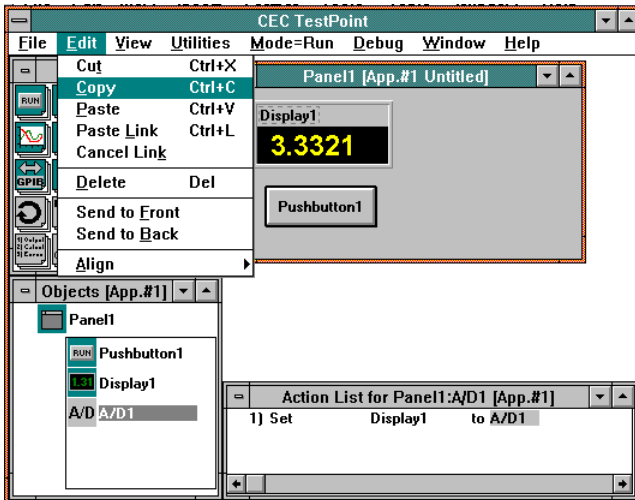 CEC TestPoint
File Edit View Utilities Mode=Run Debug Window Help
Cut Ctrl+X
Copy Ctrl+C
Paste Ctrl+V
Paste Link Ctrl+L
Cancel Link
Delete Del
Send to Front
Send to Back
Align
RUN
GPIB
Panel1 [App.#1 Untitled]
Display1
3.3321
Pushbutton1
Objects [App.#1]
Panel1
RUN Pushbutton1
1.31 Display1
A/D A/D1
Action List for Panel1:A/D1 [App.#1]
1) Set Display1 to A/D1